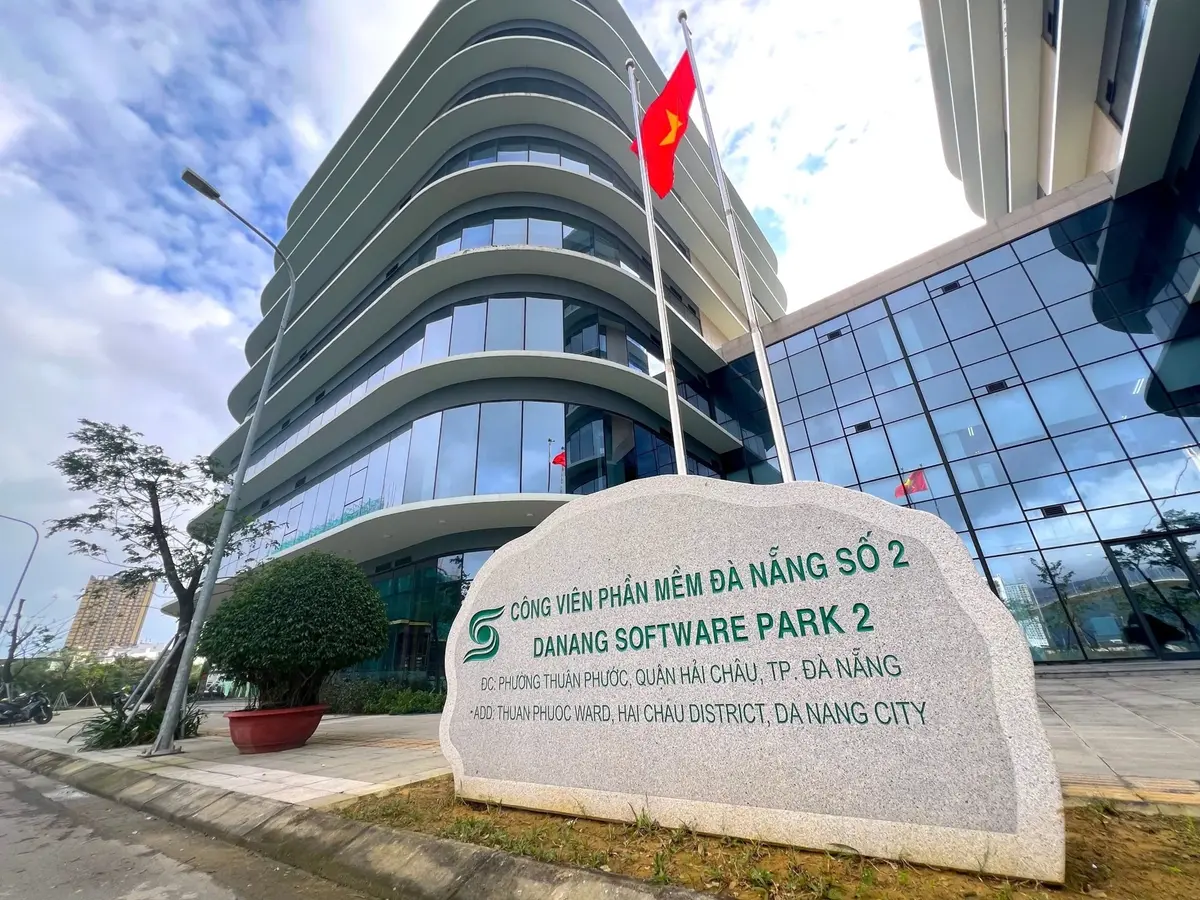 CÔNG VIÊN PHẦN MỀM ĐÀ NẴNG SỐ 2
DANANG SOFTWARE PARK 2
ĐC: PHƯỜNG THUẬN PHƯỚC, QUẬN HẢI CHÂU, TP. ĐÀ NẴNG
ADD: THUAN PHUOC WARD, HAI CHAU DISTRICT, DA NANG CITY